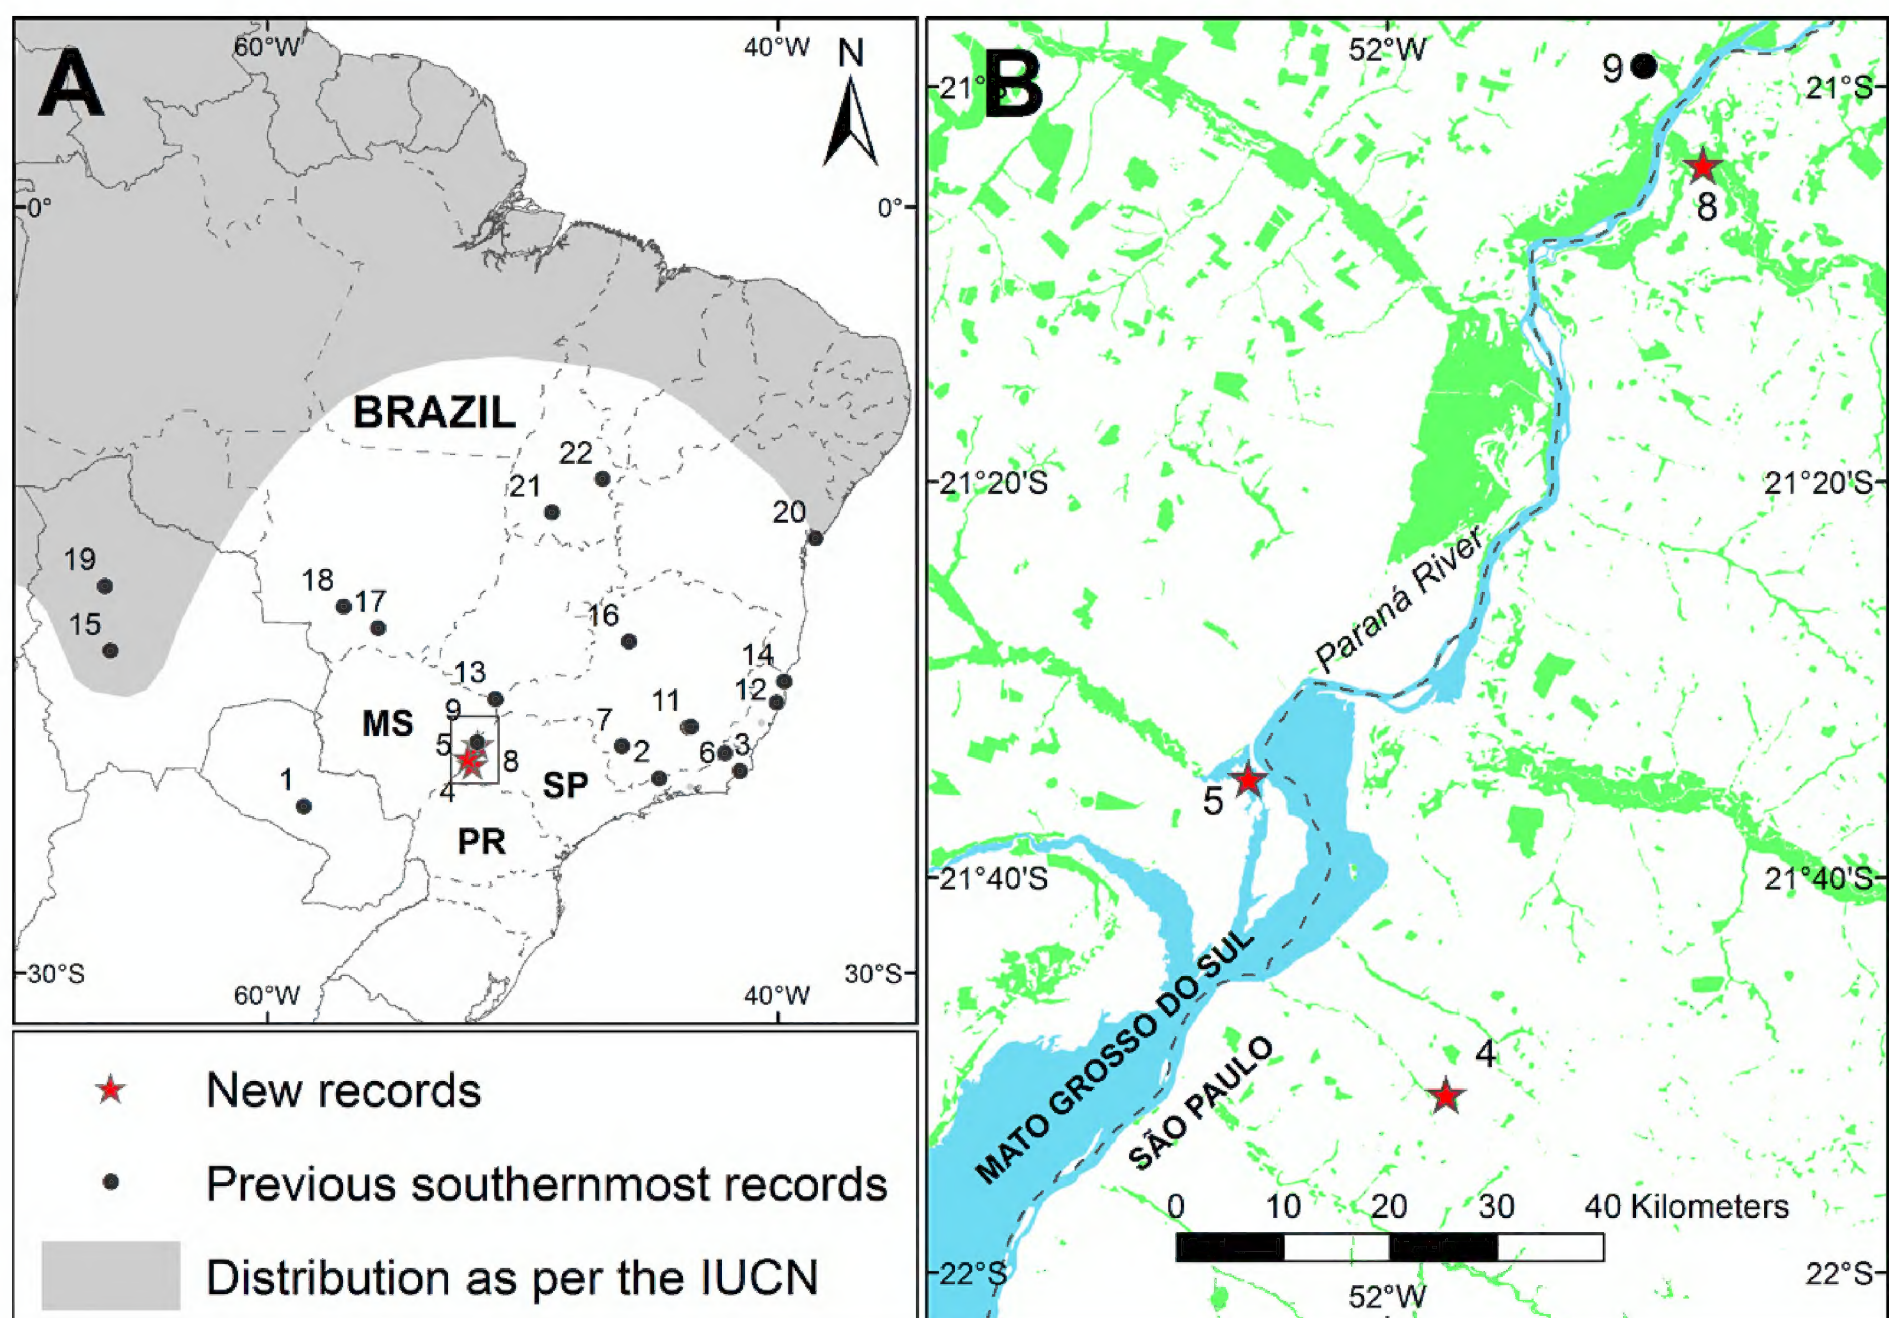 A
60°W
40°W
N
0°
0°
BRAZIL
22
21
20
19
18
17
15
16
14
13
12
MS
9
11
7
5
2
6
3
8
SP
1
4
PR
30°S
30°S
60°W
40°W
New records
Previous southernmost records
Distribution as per the IUCN
B
52°W
9
21°S
21°S
8
21°20'S
21°20'S
Paraná River
5
21°40'S
21°40'S
MATO GROSSO DO SUL
SÃO PAULO
4
0
10
20
30
40 Kilometers
22°S
22°S
52°W